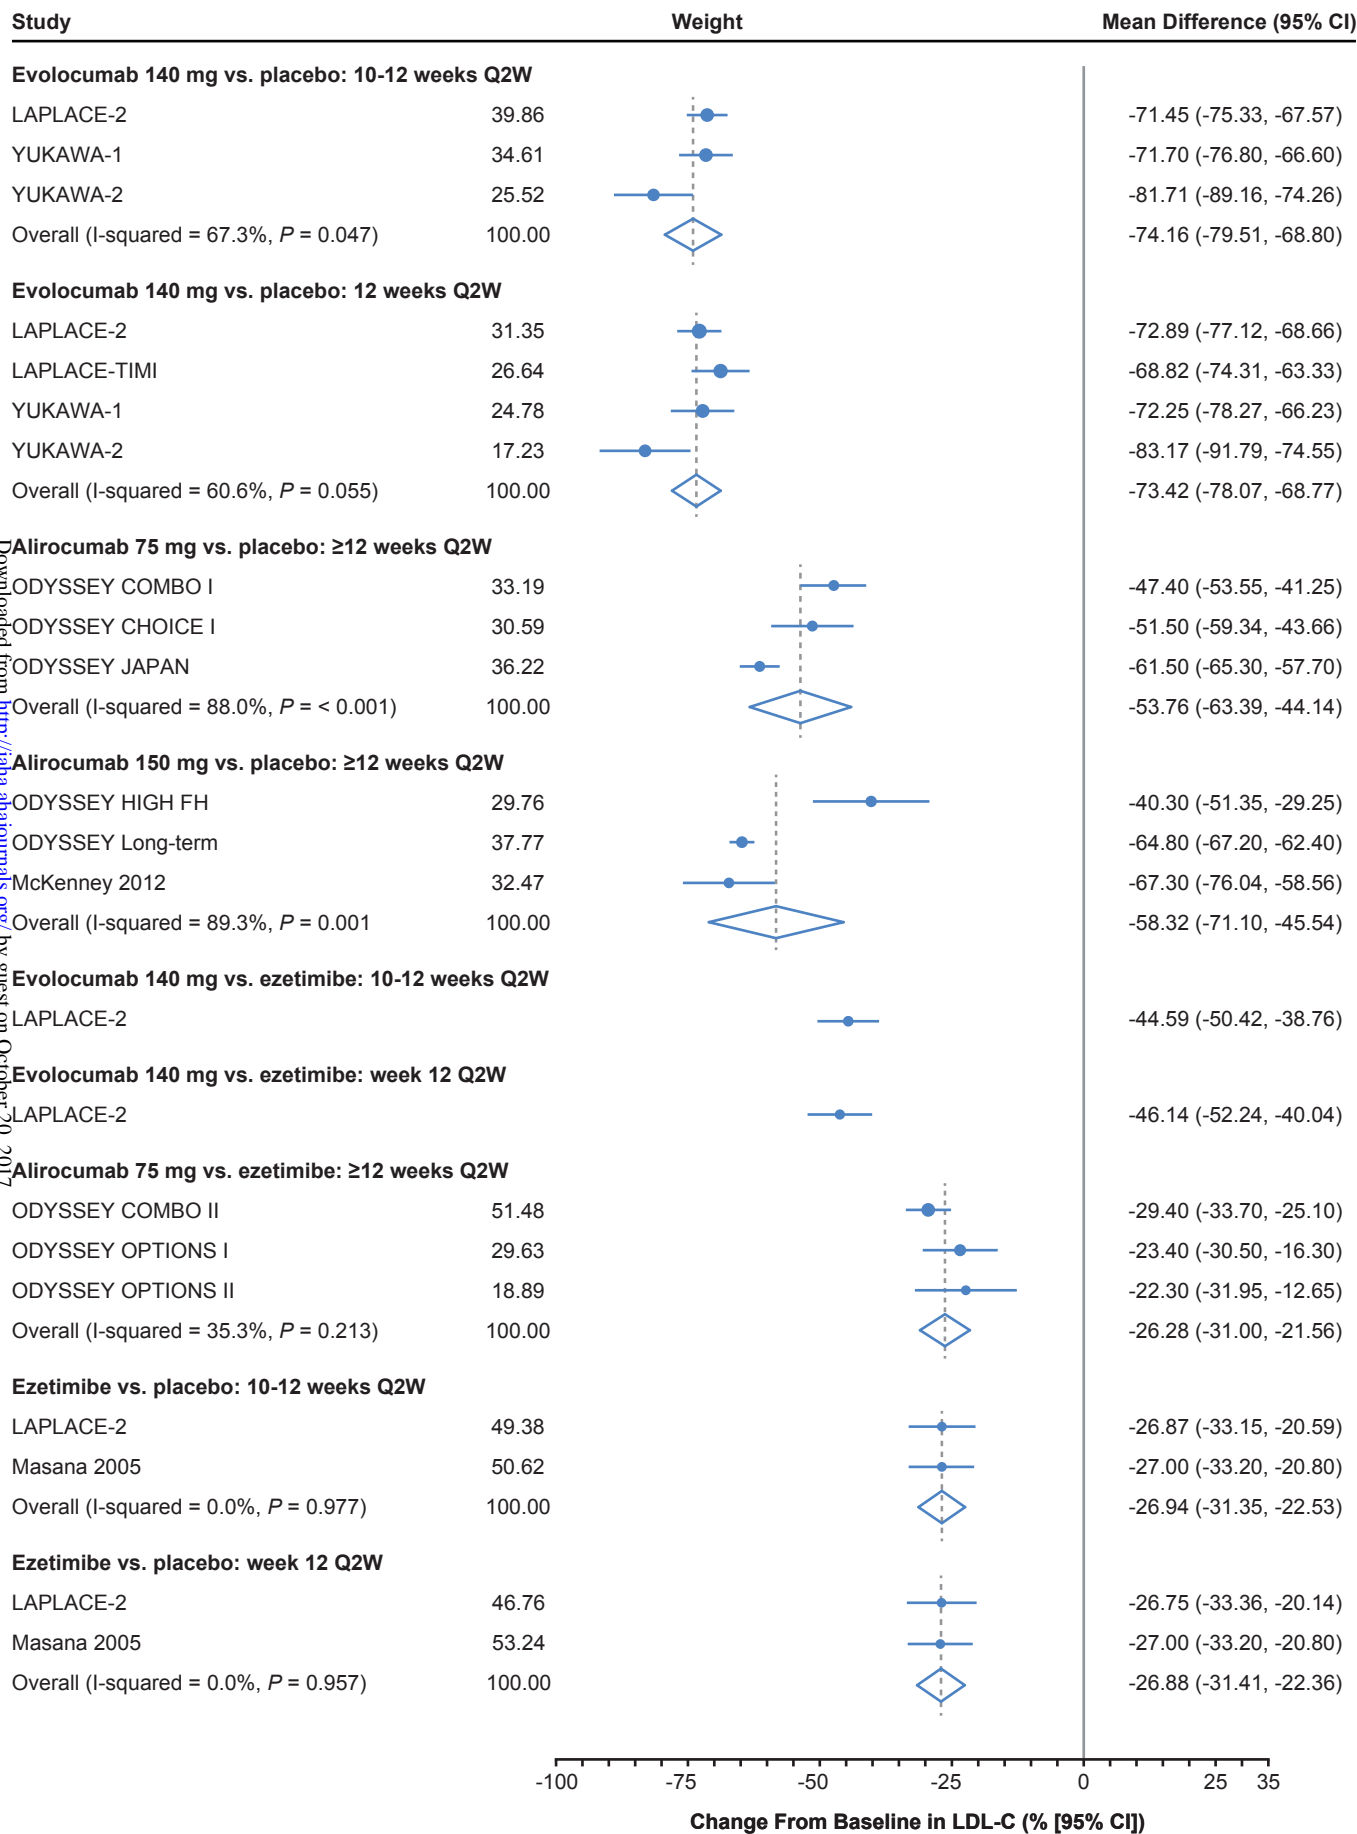 Study Weight Mean Difference (95% CI)
Evolocumab 140 mg vs. placebo: 10-12 weeks Q2W
LAPLACE-2 39.86 -71.45 (-75.33, -67.57)
YUKAWA-1 34.61 -71.70 (-76.80, -66.60)
YUKAWA-2 25.52 -81.71 (-89.16, -74.26)
Overall (I-squared = 67.3%, P = 0.047) 100.00 -74.16 (-79.51, -68.80)
Evolocumab 140 mg vs. placebo: 12 weeks Q2W
LAPLACE-2 31.35 -72.89 (-77.12, -68.66)
LAPLACE-TIMI 26.64 -68.82 (-74.31, -63.33)
YUKAWA-1 24.78 -72.25 (-78.27, -66.23)
YUKAWA-2 17.23 -83.17 (-91.79, -74.55)
Overall (I-squared = 60.6%, P = 0.055) 100.00 -73.42 (-78.07, -68.77)
Alirocumab 75 mg vs. placebo: ≥12 weeks Q2W
ODYSSEY COMBO I 33.19 -47.40 (-53.55, -41.25)
ODYSSEY CHOICE I 30.59 -51.50 (-59.34, -43.66)
ODYSSEY JAPAN 36.22 -61.50 (-65.30, -57.70)
Overall (I-squared = 88.0%, P = < 0.001) 100.00 -53.76 (-63.39, -44.14)
Alirocumab 150 mg vs. placebo: ≥12 weeks Q2W
ODYSSEY HIGH FH 29.76 -40.30 (-51.35, -29.25)
ODYSSEY Long-term 37.77 -64.80 (-67.20, -62.40)
McKenney 2012 32.47 -67.30 (-76.04, -58.56)
Overall (I-squared = 89.3%, P = 0.001 100.00 -58.32 (-71.10, -45.54)
Evolocumab 140 mg vs. ezetimibe: 10-12 weeks Q2W
LAPLACE-2 -44.59 (-50.42, -38.76)
Evolocumab 140 mg vs. ezetimibe: week 12 Q2W
LAPLACE-2 -46.14 (-52.24, -40.04)
Alirocumab 75 mg vs. ezetimibe: ≥12 weeks Q2W
ODYSSEY COMBO II 51.48 -29.40 (-33.70, -25.10)
ODYSSEY OPTIONS I 29.63 -23.40 (-30.50, -16.30)
ODYSSEY OPTIONS II 18.89 -22.30 (-31.95, -12.65)
Overall (I-squared = 35.3%, P = 0.213) 100.00 -26.28 (-31.00, -21.56)
Ezetimibe vs. placebo: 10-12 weeks Q2W
LAPLACE-2 49.38 -26.87 (-33.15, -20.59)
Masana 2005 50.62 -27.00 (-33.20, -20.80)
Overall (I-squared = 0.0%, P = 0.977) 100.00 -26.94 (-31.35, -22.53)
Ezetimibe vs. placebo: week 12 Q2W
LAPLACE-2 46.76 -26.75 (-33.36, -20.14)
Masana 2005 53.24 -27.00 (-33.20, -20.80)
Overall (I-squared = 0.0%, P = 0.957) 100.00 -26.88 (-31.41, -22.36)
-100 -75 -50 -25 0 25 35
Change From Baseline in LDL-C (% [95% CI])
Downloaded from http://jaha.ahajournals.org/ by guest on October 20, 2017